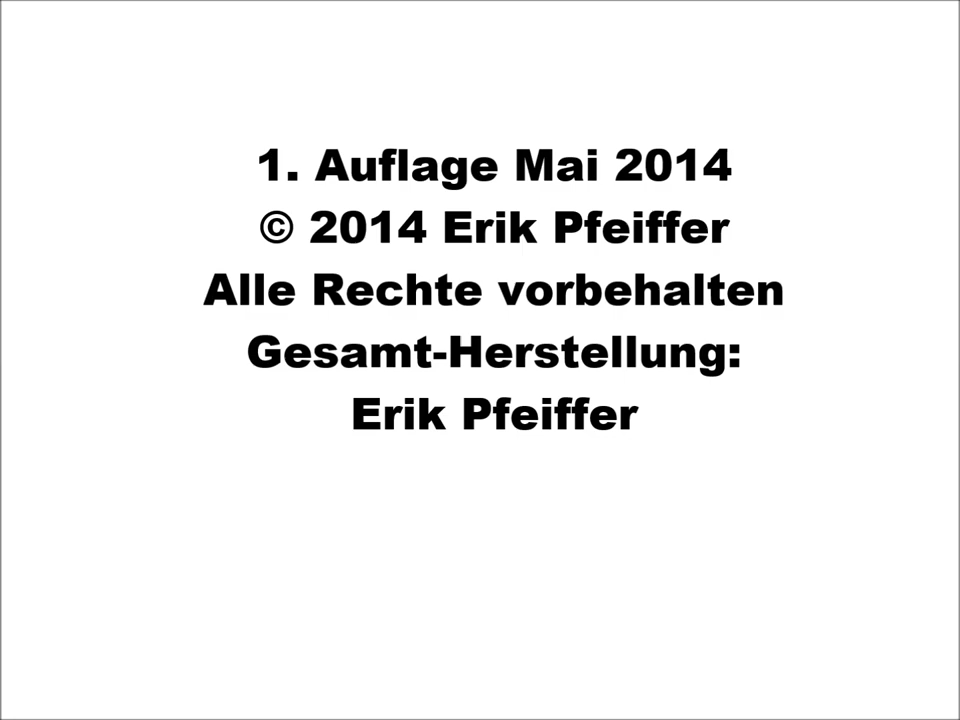 1. Auflage Mai 2014
© 2014 Erik Pfeiffer
Alle Rechte vorbehalten
Gesamt-Herstellung:
Erik Pfeiffer